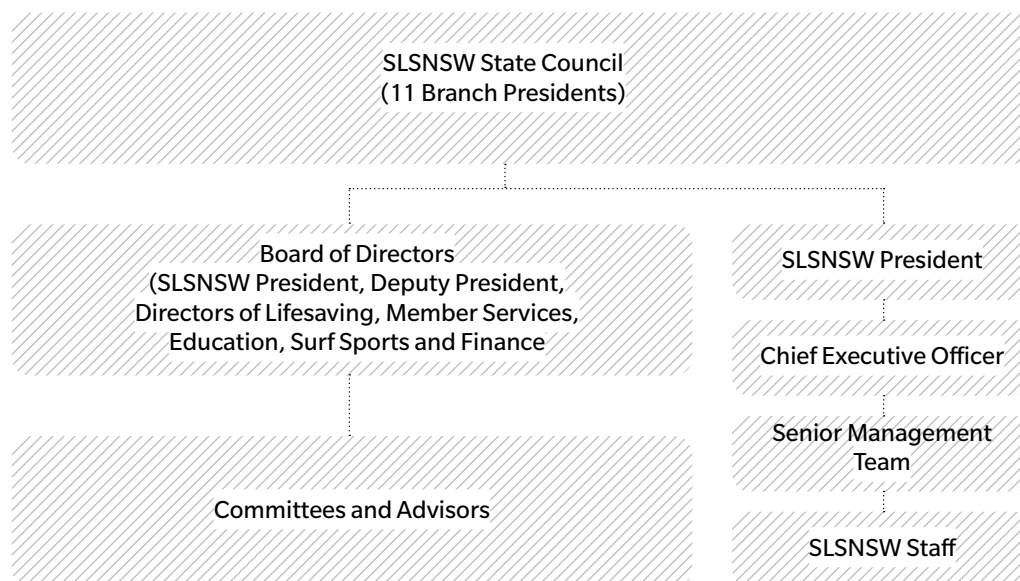 SLSNSW State Council
(11 Branch Presidents)
Board of Directors
(SLSNSW President, Deputy President,
Directors of Lifesaving, Member Services,
Education, Surf Sports and Finance
Committees and Advisors
SLSNSW President
Chief Executive Officer
Senior Management
Team
SLSNSW Staff